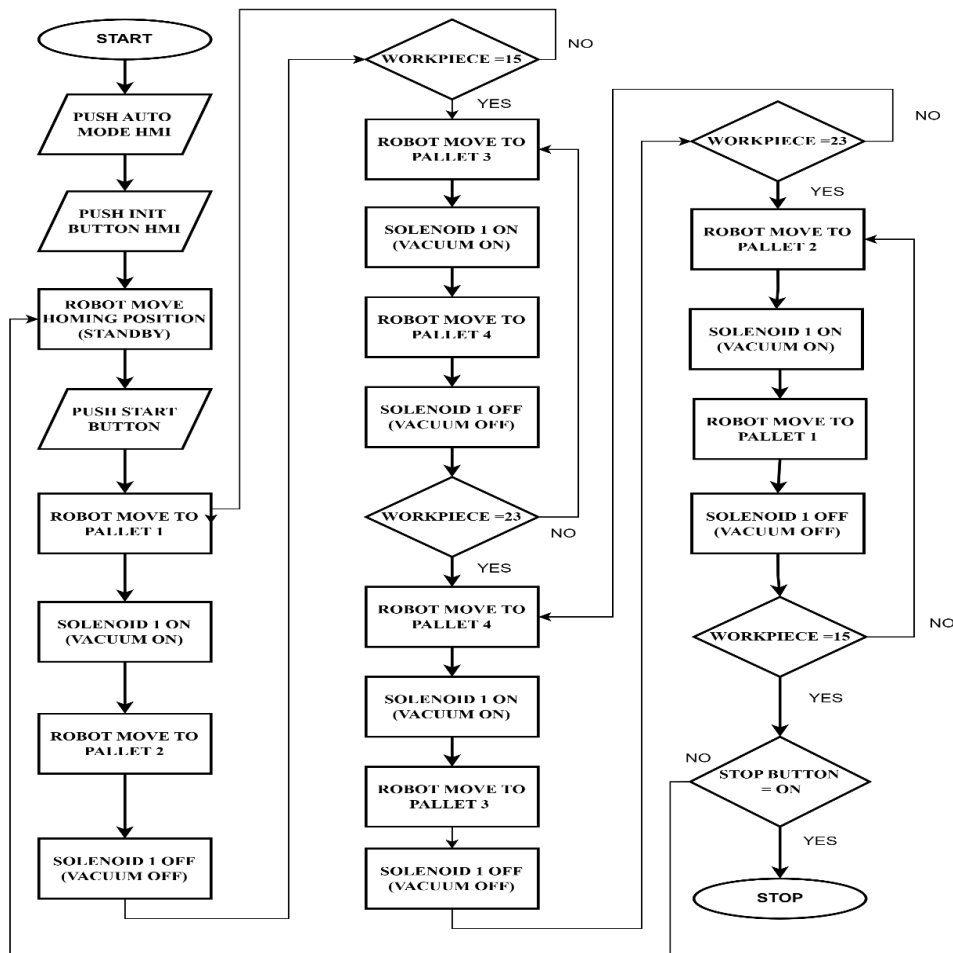 START
PUSH AUTO
MODE HMI
PUSH INIT
BUTTON HMI
ROBOT MOVE
HOMING POSITION
(STANDBY)
PUSH START
BUTTON
ROBOT MOVE TO
PALLET 1
SOLENOID 1 ON
(VACUUM ON)
ROBOT MOVE TO
PALLET 2
SOLENOID 1 OFF
(VACUUM OFF)
WORKPIECE =15
NO
YES
ROBOT MOVE TO
PALLET 3
SOLENOID 1 ON
(VACUUM ON)
ROBOT MOVE TO
PALLET 4
SOLENOID 1 OFF
(VACUUM OFF)
WORKPIECE =23
NO
YES
ROBOT MOVE TO
PALLET 4
SOLENOID 1 ON
(VACUUM ON)
ROBOT MOVE TO
PALLET 3
SOLENOID 1 OFF
(VACUUM OFF)
WORKPIECE =23
NO
YES
ROBOT MOVE TO
PALLET 2
SOLENOID 1 ON
(VACUUM ON)
ROBOT MOVE TO
PALLET 1
SOLENOID 1 OFF
(VACUUM OFF)
WORKPIECE =15
NO
YES
NO
STOP BUTTON
= ON
YES
STOP